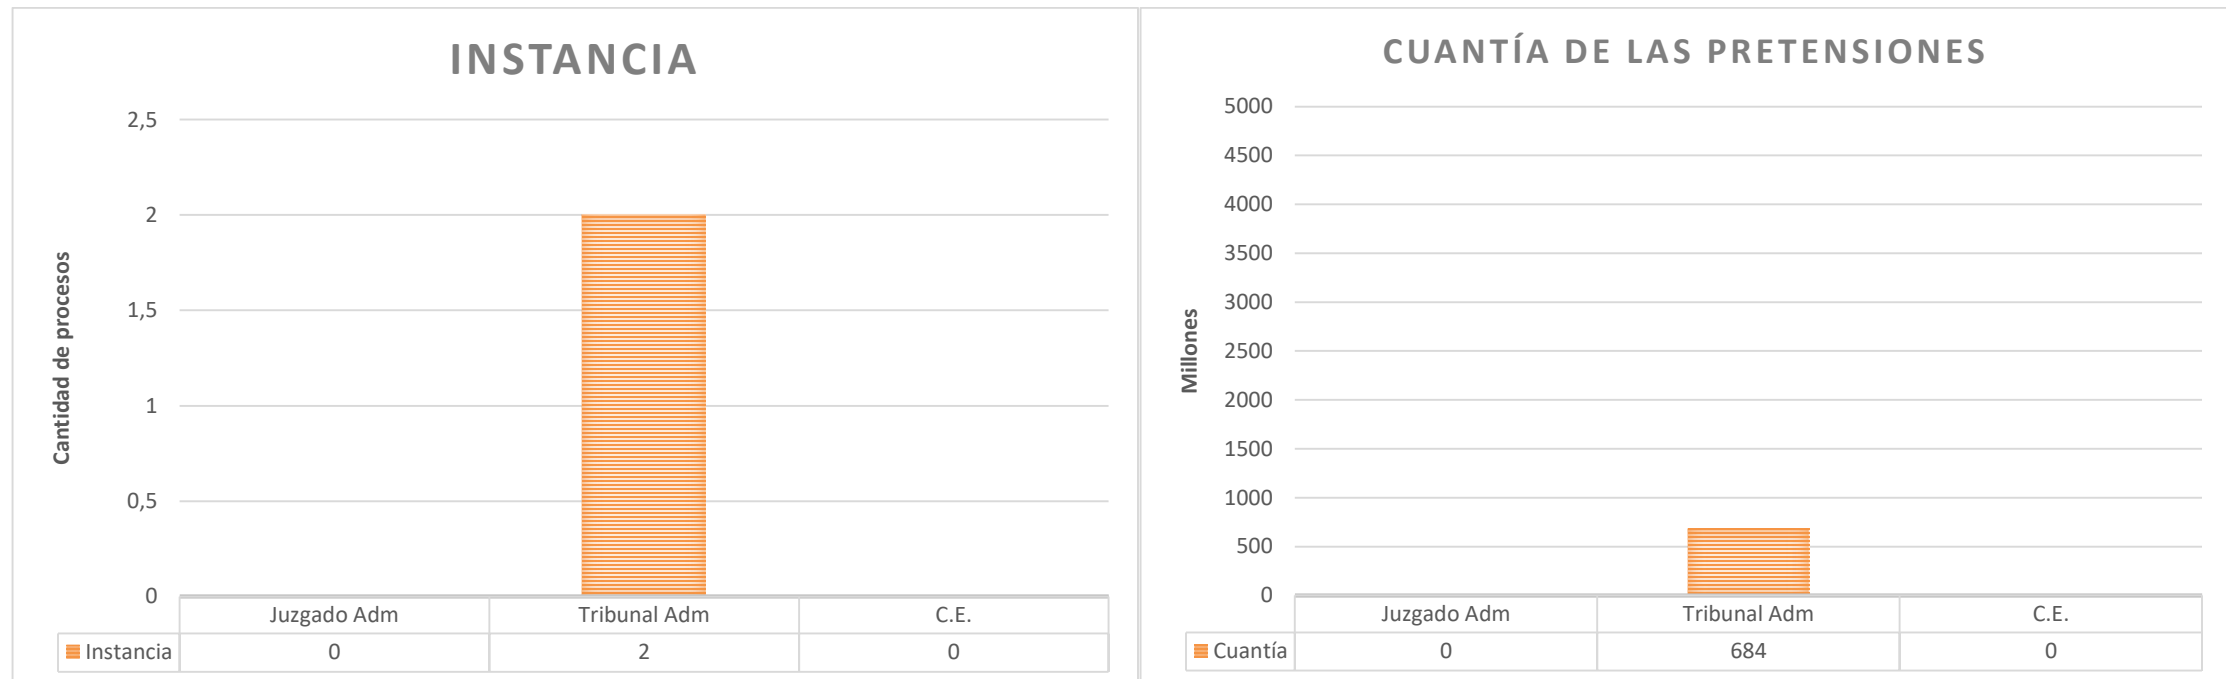 INSTANCIA
2,5
2
1,5
1
0,5
0
Cantidad de procesos
Juzgado Adm Tribunal Adm C.E.
Instancia 0 2 0
CUANTÍA DE LAS PRETENSIONES
5000
4500
4000
3500
3000
2500
2000
1500
1000
500
0
Millones
Juzgado Adm Tribunal Adm C.E.
Cuantía 0 684 0